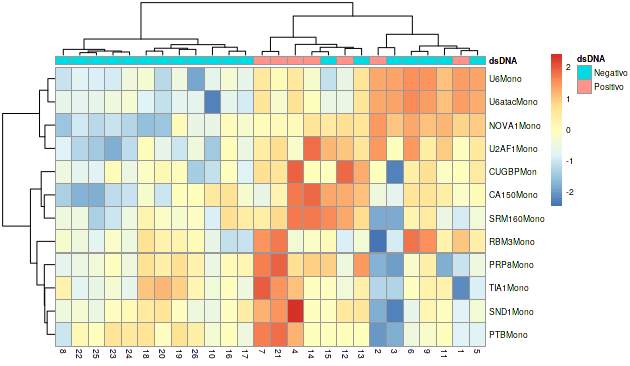 dsDNA
U6Mono
U6atacMono
NOVA1Mono
U2AF1Mono
CUGBPMono
CA150Mono
SRM160Mono
RBM3Mono
PRP8Mono
TIA1Mono
SND1Mono
PTBMono
8 22 25 23 24 18 20 19 26 10 16 17 7 21 4 14 15 12 13 2 3 6 9 11 1 5
2
1
0
-1
-2
dsDNA
Negativo
Positivo